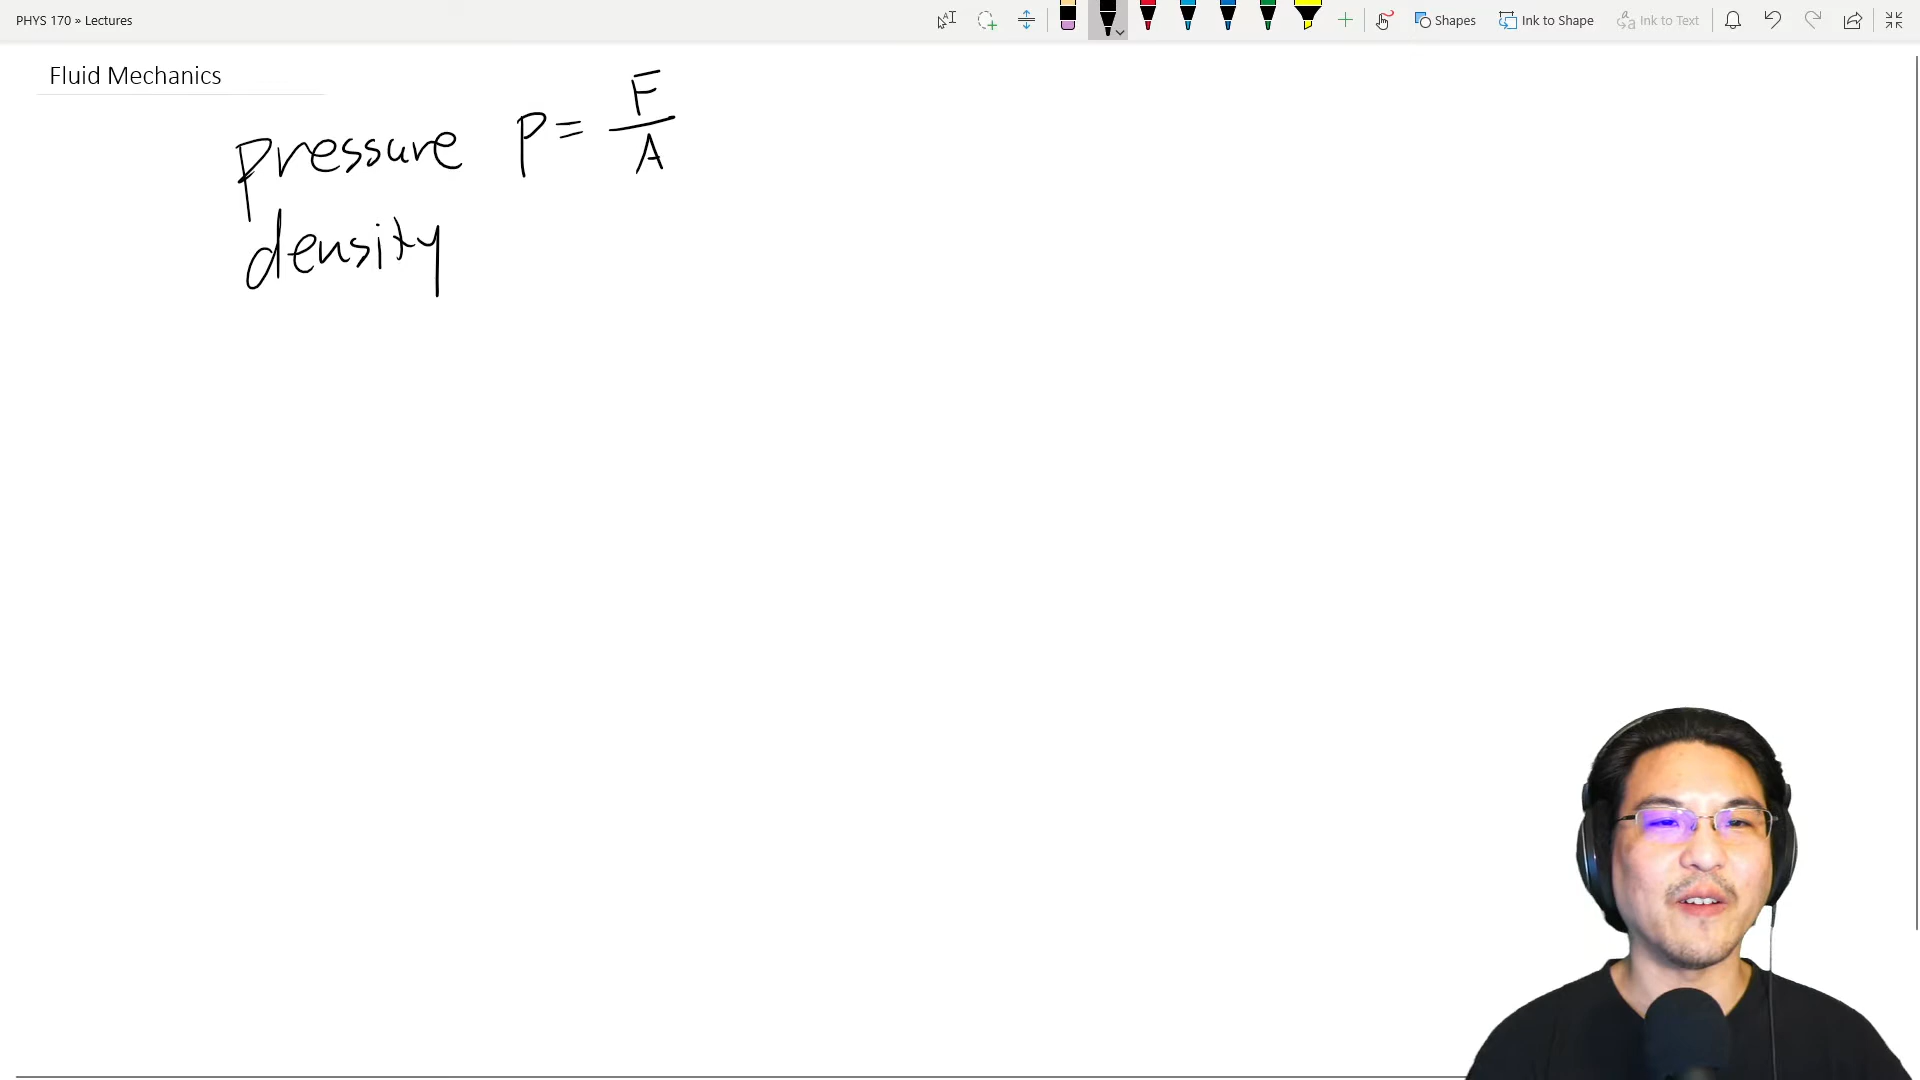 PHYS 170 » Lectures
Shapes Ink to Shape Ink to Text
Fluid Mechanics
pressure P = F/A
density